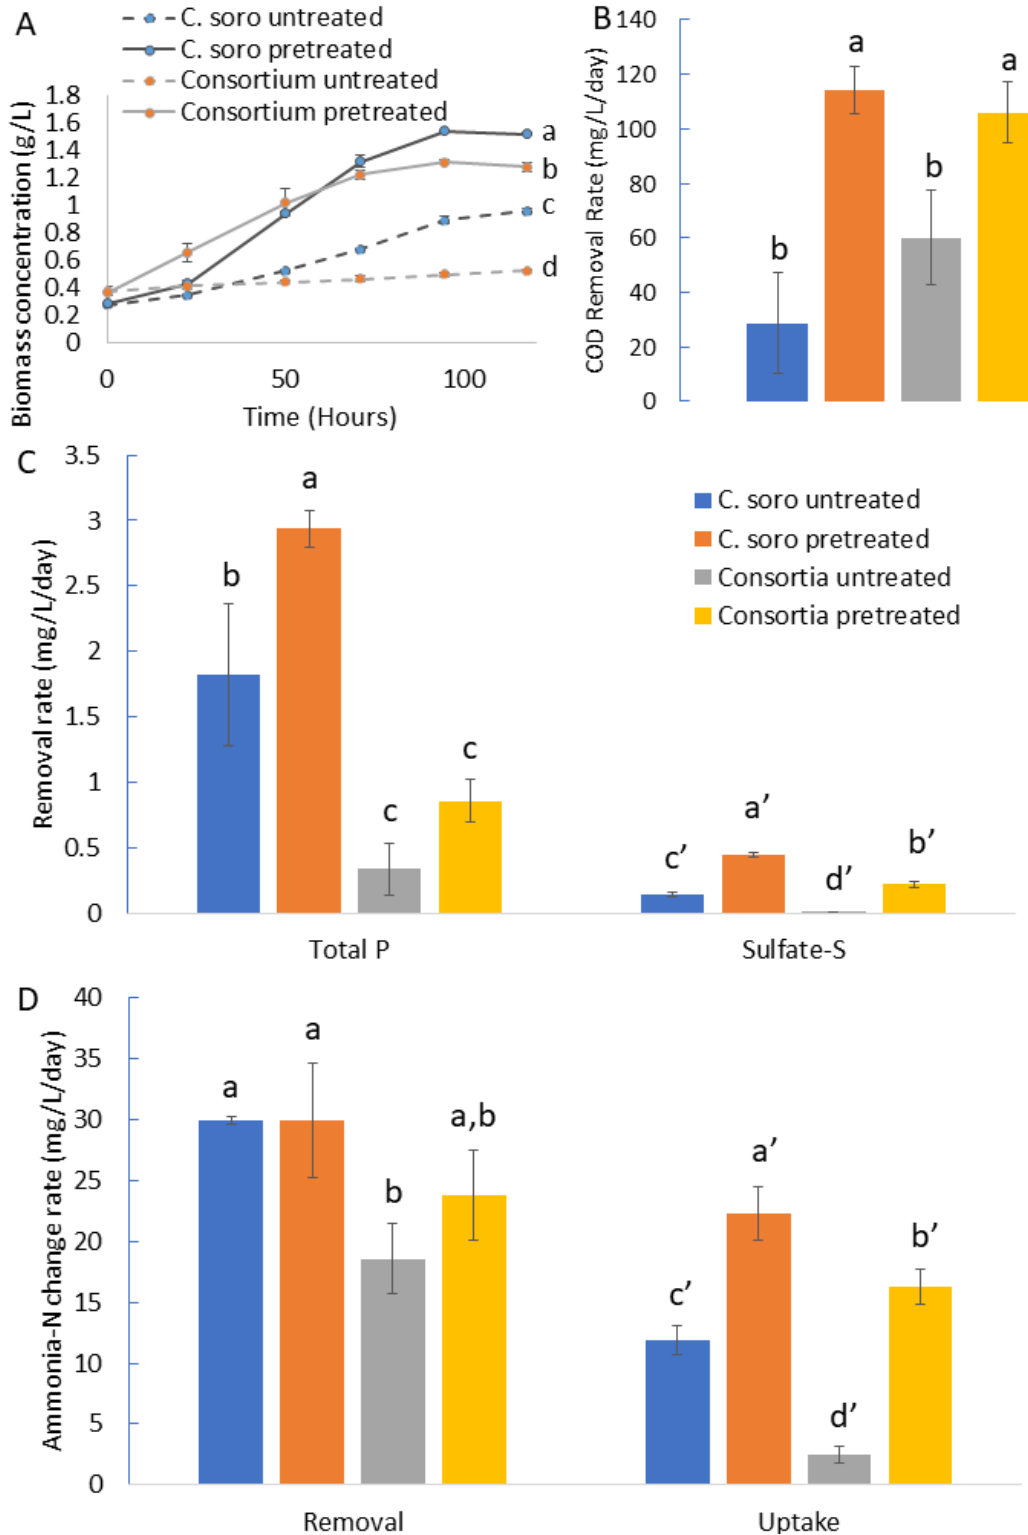 A
C. soro untreated
C. soro pretreated
Consortium untreated
Consortium pretreated
Biomass concentration (g/L)
1.8
1.6
1.4
1.2
1
0.8
0.6
0.4
0.2
0
a
b
c
d
0
50
100
Time (Hours)
B
COD Removal Rate (mg/L/day)
140
120
100
80
60
40
20
0
b
a
b
a
C
Removal rate (mg/L/day)
3.5
3
2.5
2
1.5
1
0.5
0
b
a
c
c
c’
a’
d’
b’
Total P
Sulfate-S
C. soro untreated
C. soro pretreated
Consortia untreated
Consortia pretreated
D
Ammonia-N change rate (mg/L/day)
40
35
30
25
20
15
10
5
0
a
a
b
a,b
c’
a’
d’
b’
Removal
Uptake